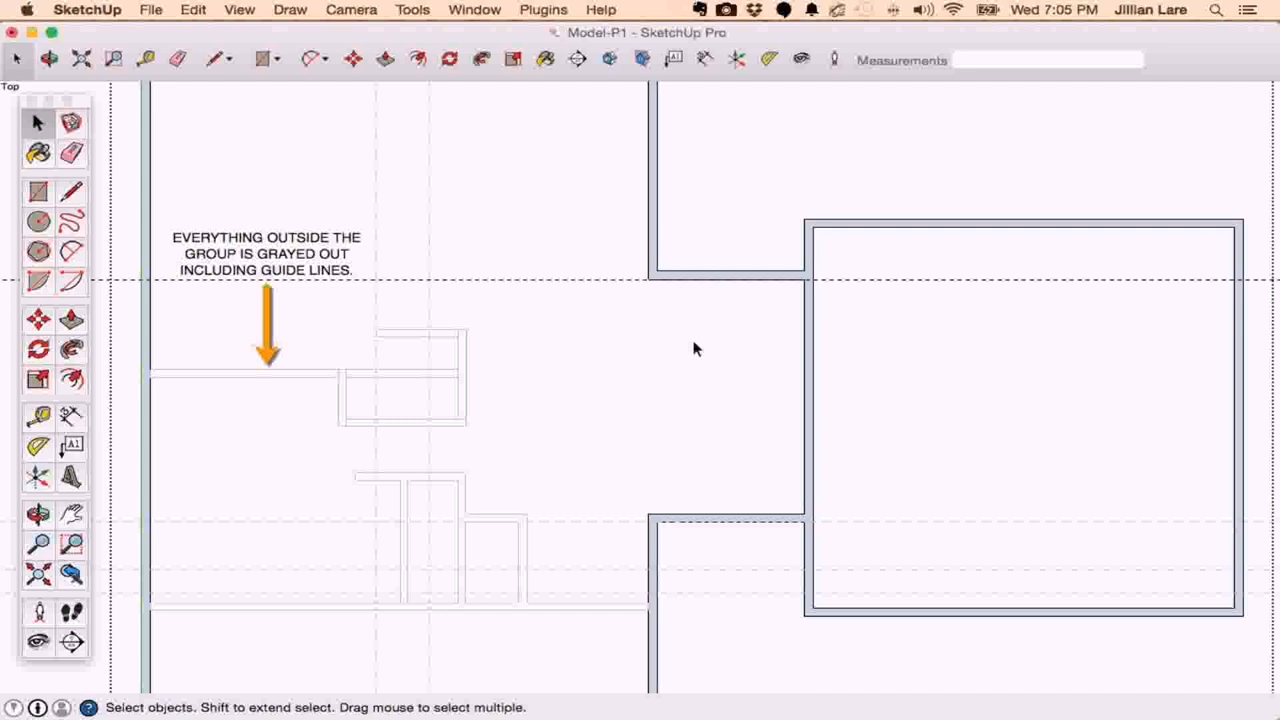 SketchUp File Edit View Draw Camera Tools Window Plugins Help Wed 7:05 PM Jillian Lare
Model-P1 - SketchUp Pro
Measurements
Top
EVERYTHING OUTSIDE THE
GROUP IS GRAYED OUT
INCLUDING GUIDE LINES.
A1
Select objects. Shift to extend select. Drag mouse to select multiple.